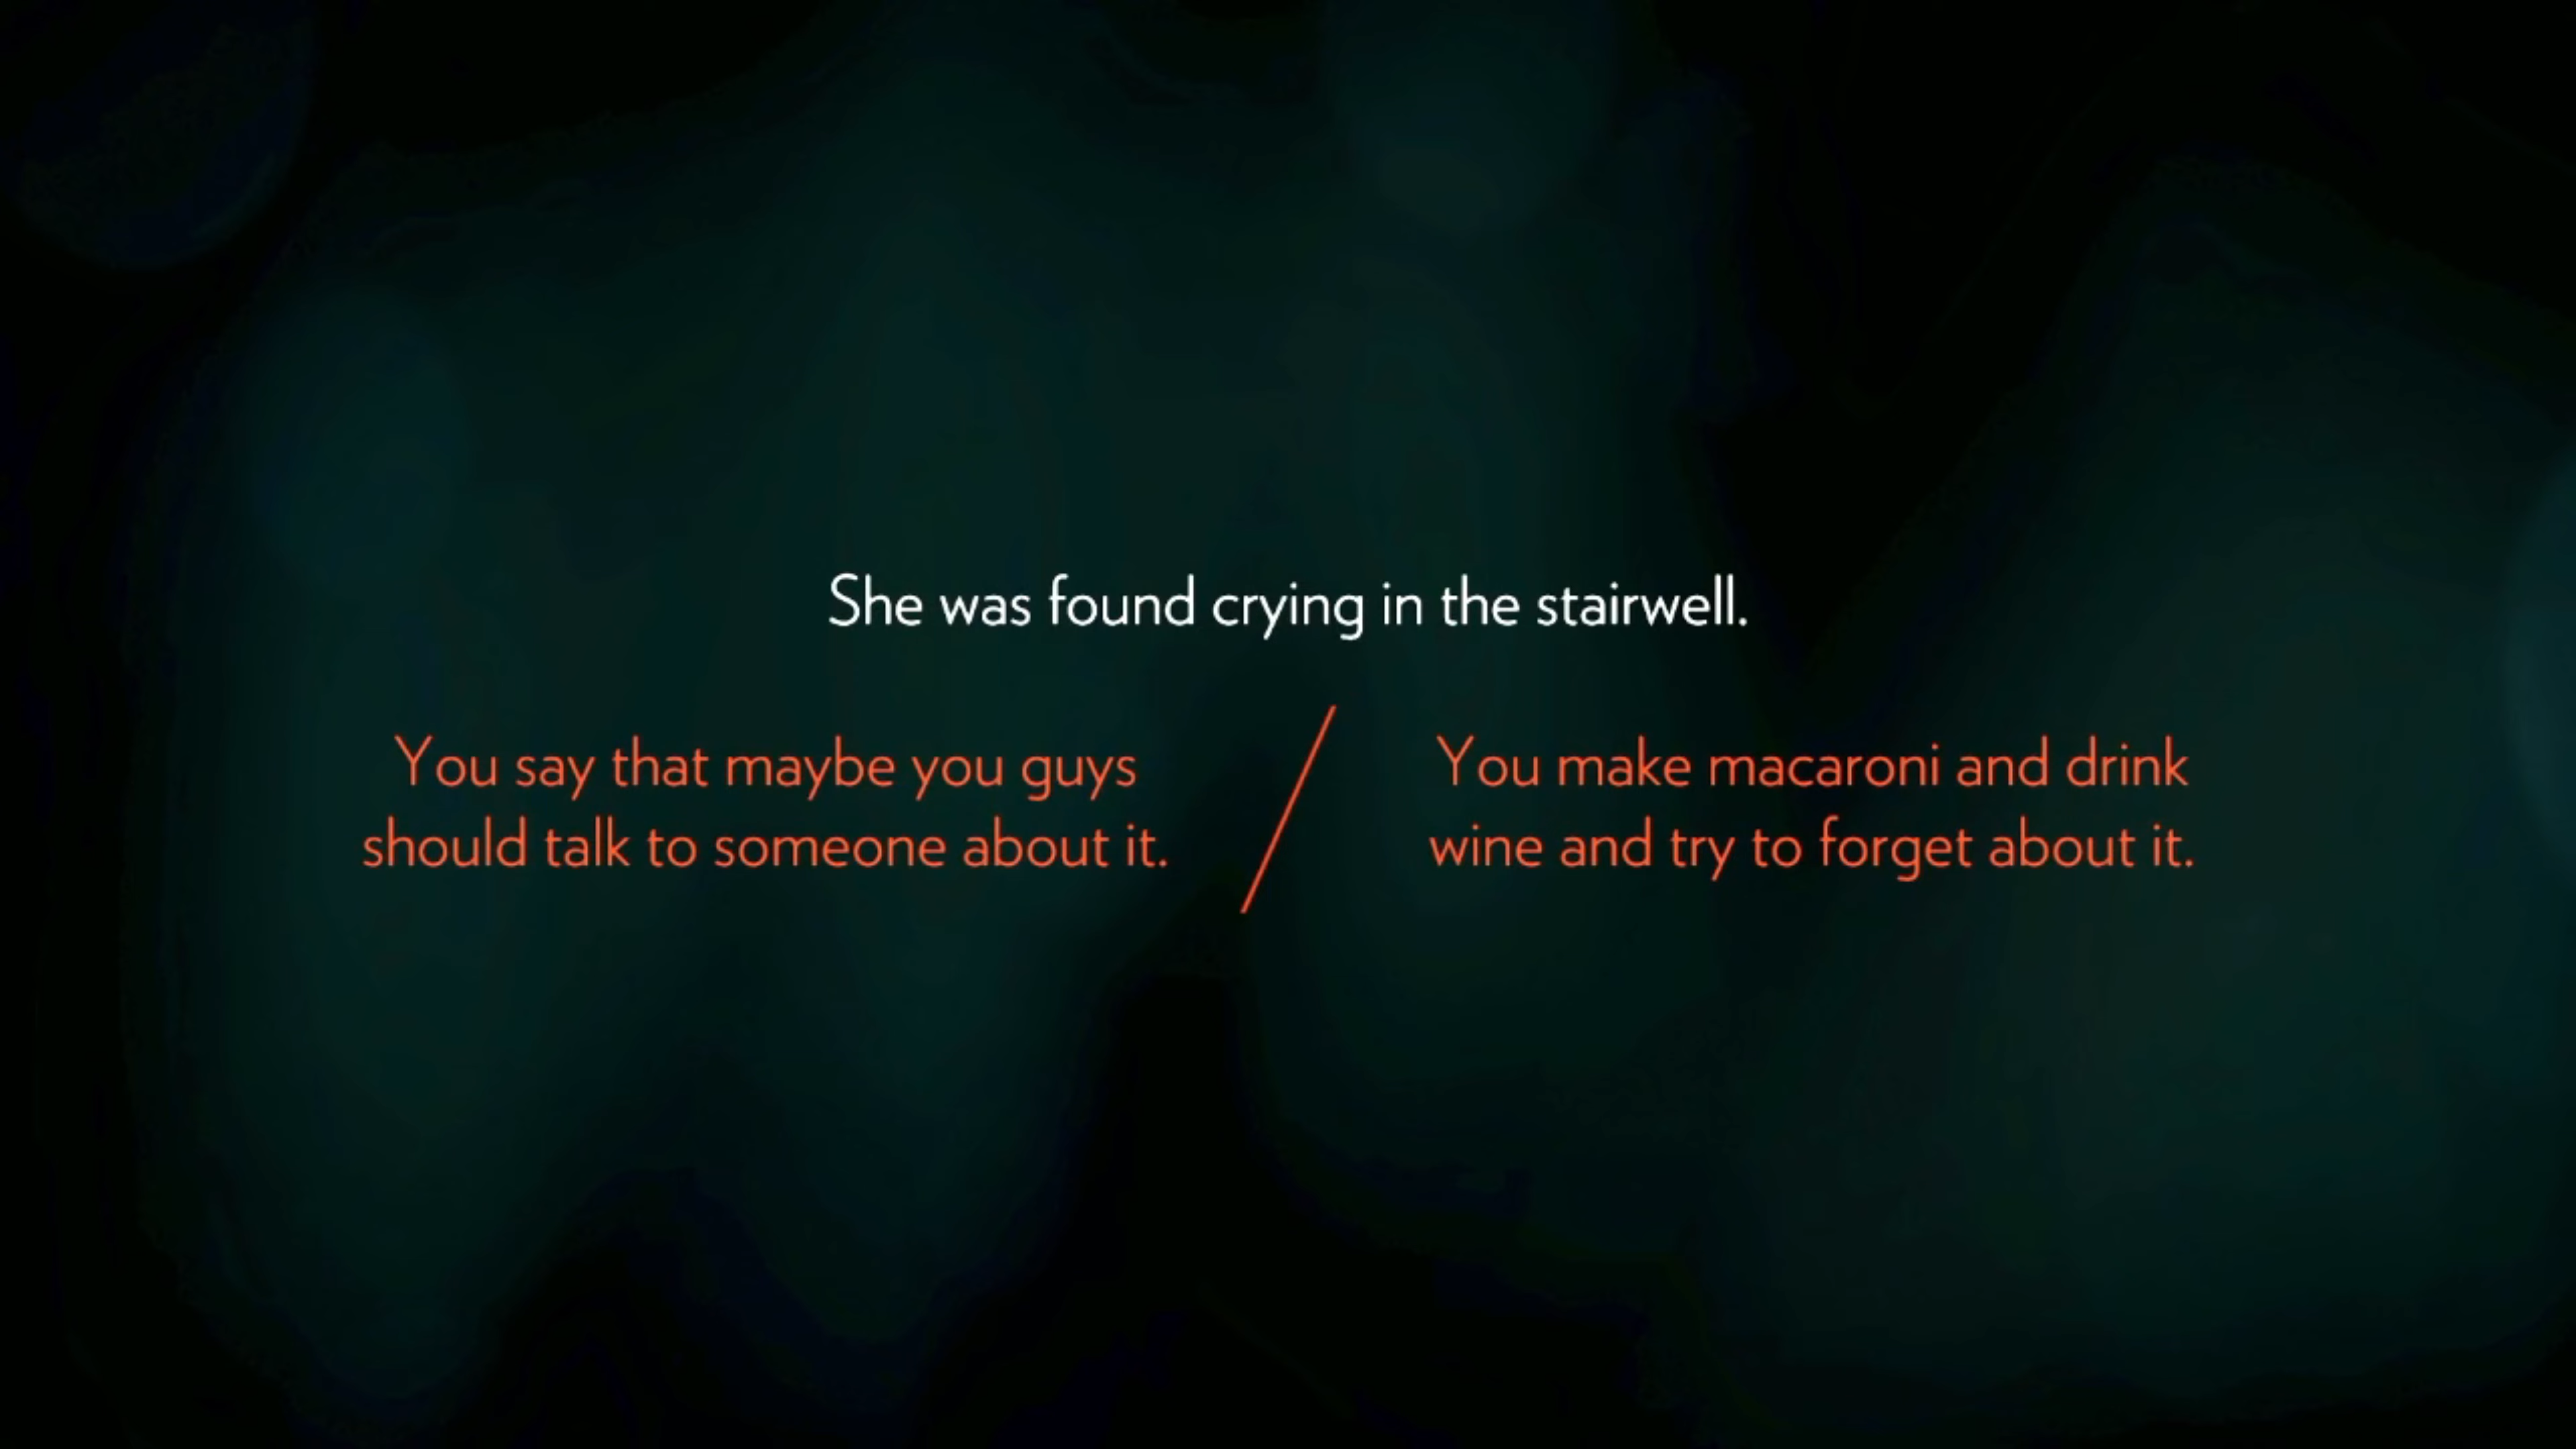 She was found crying in the stairwell.
You say that maybe you guys
should talk to someone about it.
/
You make macaroni and drink
wine and try to forget about it.